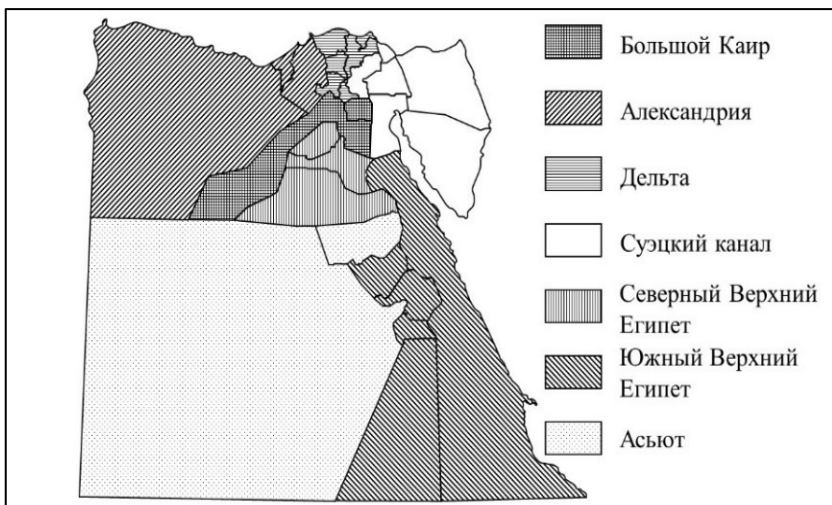 Большой Каир
Александрия
Дельта
Суэцкий канал
Северный Верхний
Египет
Южный Верхний
Египет
Асьют